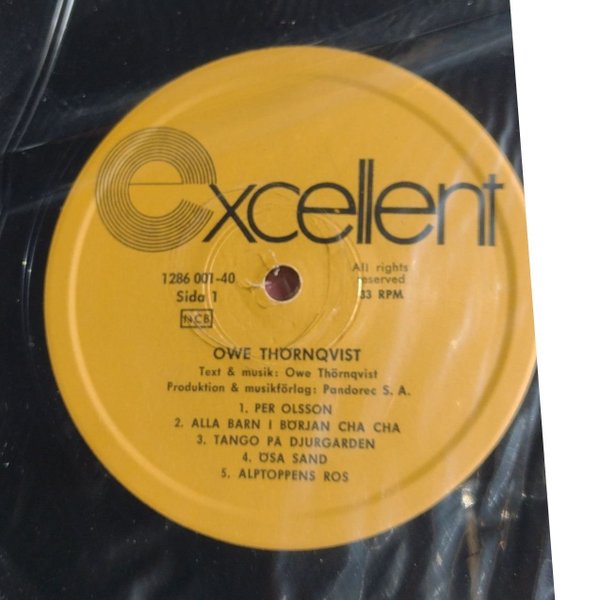 excellent
1286 001-40
Sida 1
NCB
All rights
reserved
33 RPM
OWE THÖRNQVIST
Text & musik: Owe Thörnqvist
Produktion & musikförlag: Pandorec S. A.
1. PER OLSSON
2. ALLA BARN I BÖRJAN CHA CHA
3. TANGO PÅ DJURGÅRDEN
4. ÖSA SAND
5. ALPTOPPENS ROS